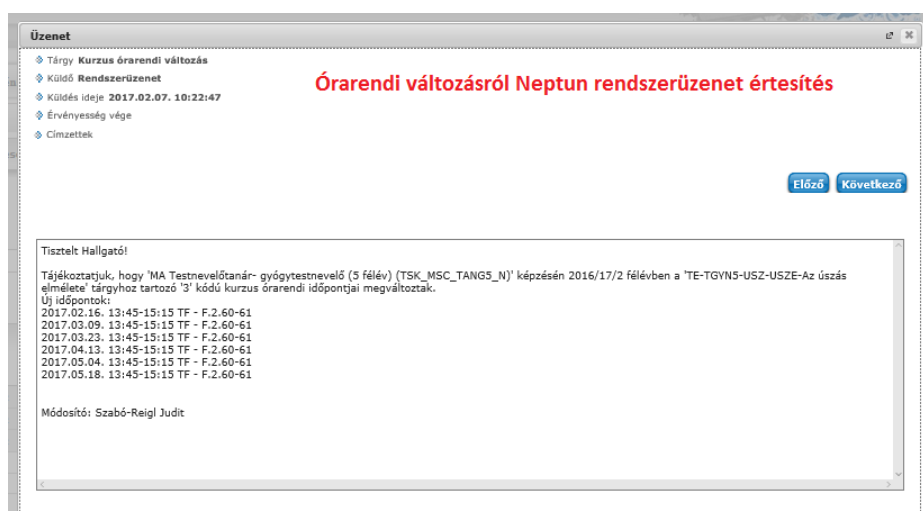 Üzenet
Tárgy Kurzus órarendi változás
Küldő Rendszerüzenet
Órarendi változásról Neptun rendszerüzenet értesítés
Küldés ideje 2017.02.07. 10:22:47
Érvényesség vége
Címzettek
Előző Következő
Tisztelt Hallgató!
Tájékoztatjuk, hogy 'MA Testnevelőtanár- gyógytestnevelő (5 félév) (TSK_MSC_TANG5_N)' képzésén 2016/17/2 félévben a 'TE-TGYN5-USZ-USZE-Az úszás
elmélete' tárgyhoz tartozó '3' kódú kurzus órarendi időpontjai megváltoztak.
Új időpontok:
2017.02.16. 13:45-15:15 TF - F.2.60-61
2017.03.09. 13:45-15:15 TF - F.2.60-61
2017.03.23. 13:45-15:15 TF - F.2.60-61
2017.04.13. 13:45-15:15 TF - F.2.60-61
2017.05.04. 13:45-15:15 TF - F.2.60-61
2017.05.18. 13:45-15:15 TF - F.2.60-61
Módosító: Szabó-Reigl Judit